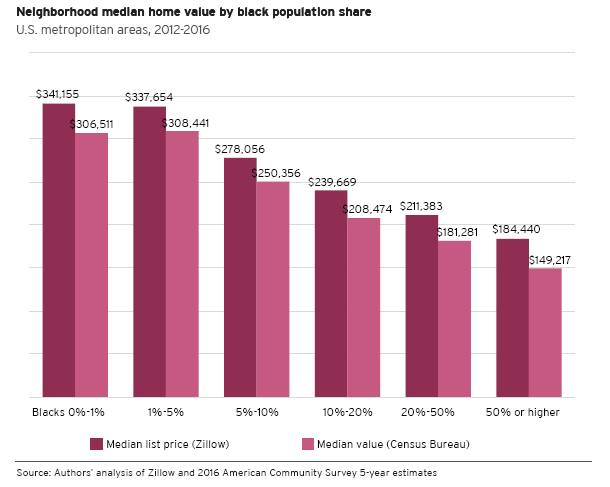 Neighborhood median home value by black population share
U.S. metropolitan areas, 2012-2016
$341,155
$306,511
$337,654
$308,441
$278,056
$250,356
$239,669
$208,474
$211,383
$181,281
$184,440
$149,217
Blacks 0%-1%
1%-5%
5%-10%
10%-20%
20%-50%
50% or higher
Median list price (Zillow)
Median value (Census Bureau)
Source: Authors' analysis of Zillow and 2016 American Community Survey 5-year estimates